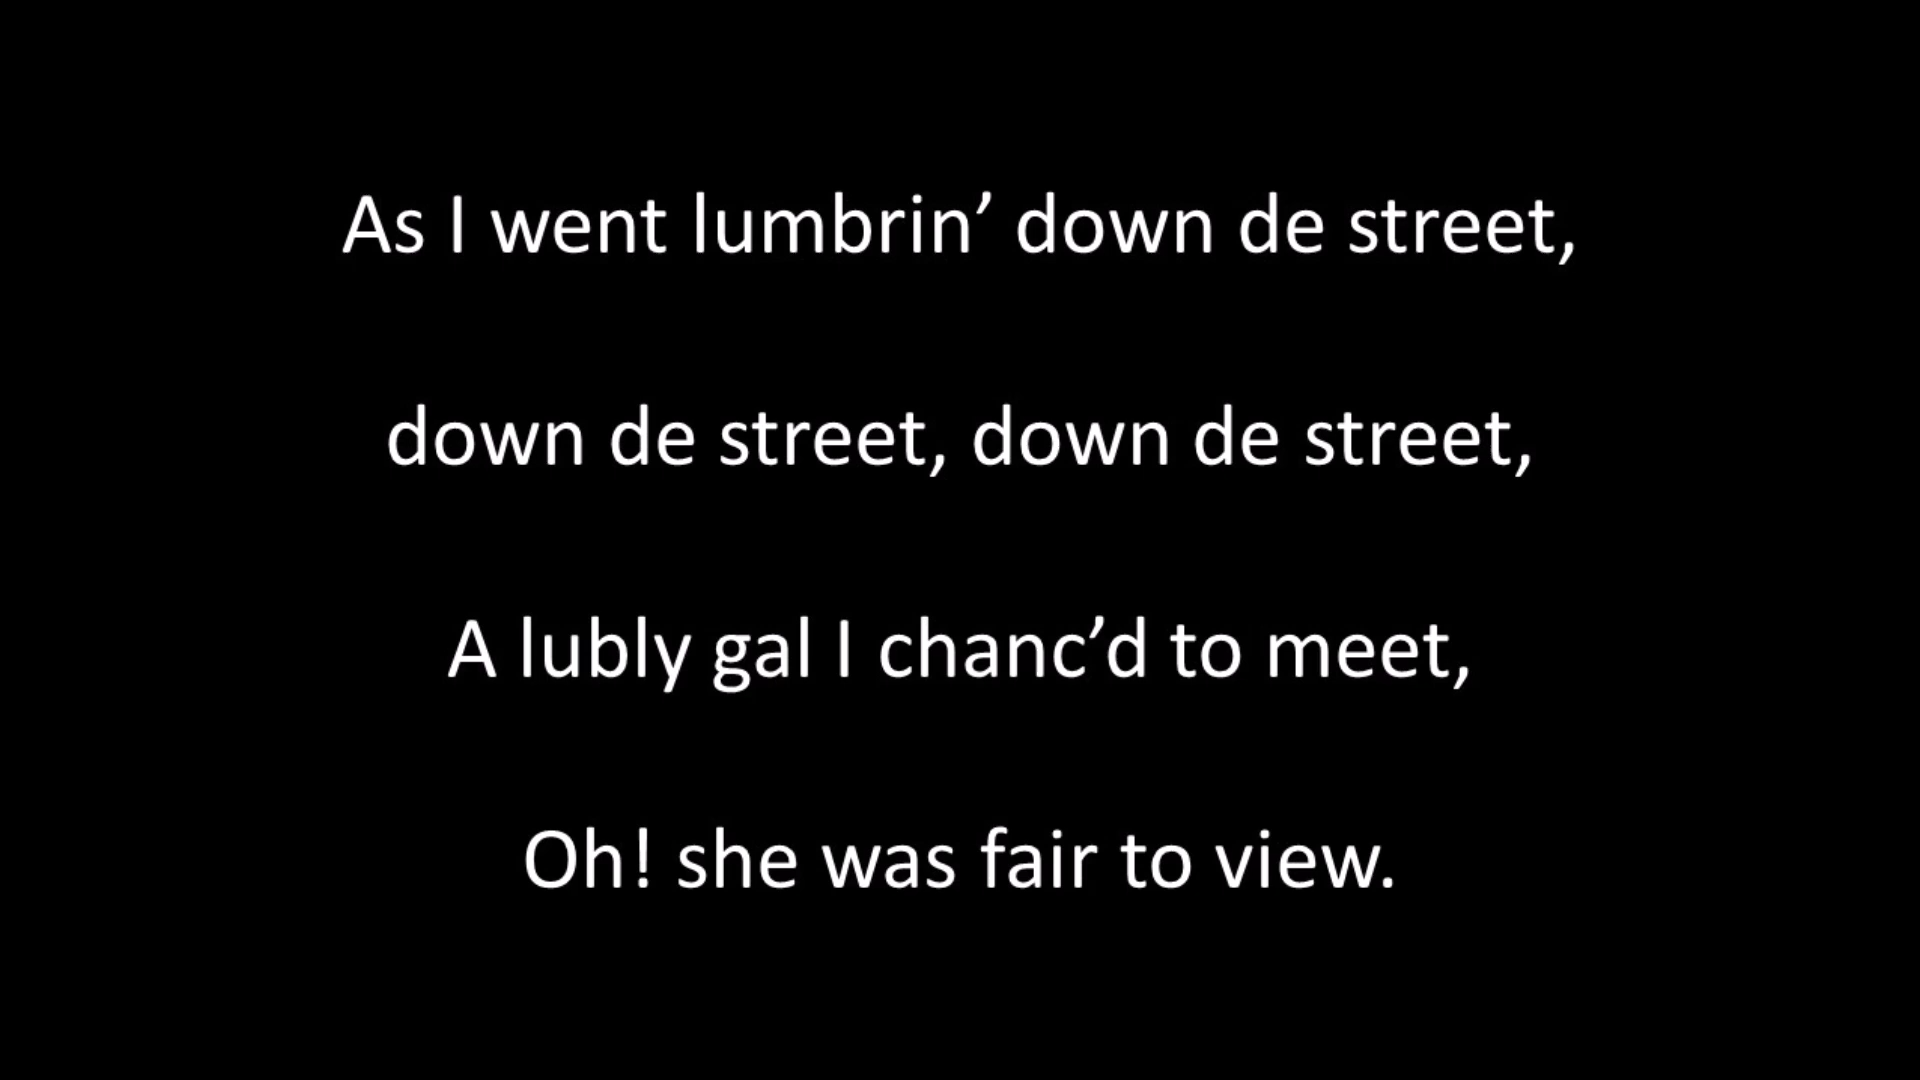 As I went lumbrin’ down de street,
down de street, down de street,
A lubly gal I chanc’d to meet,
Oh! she was fair to view.